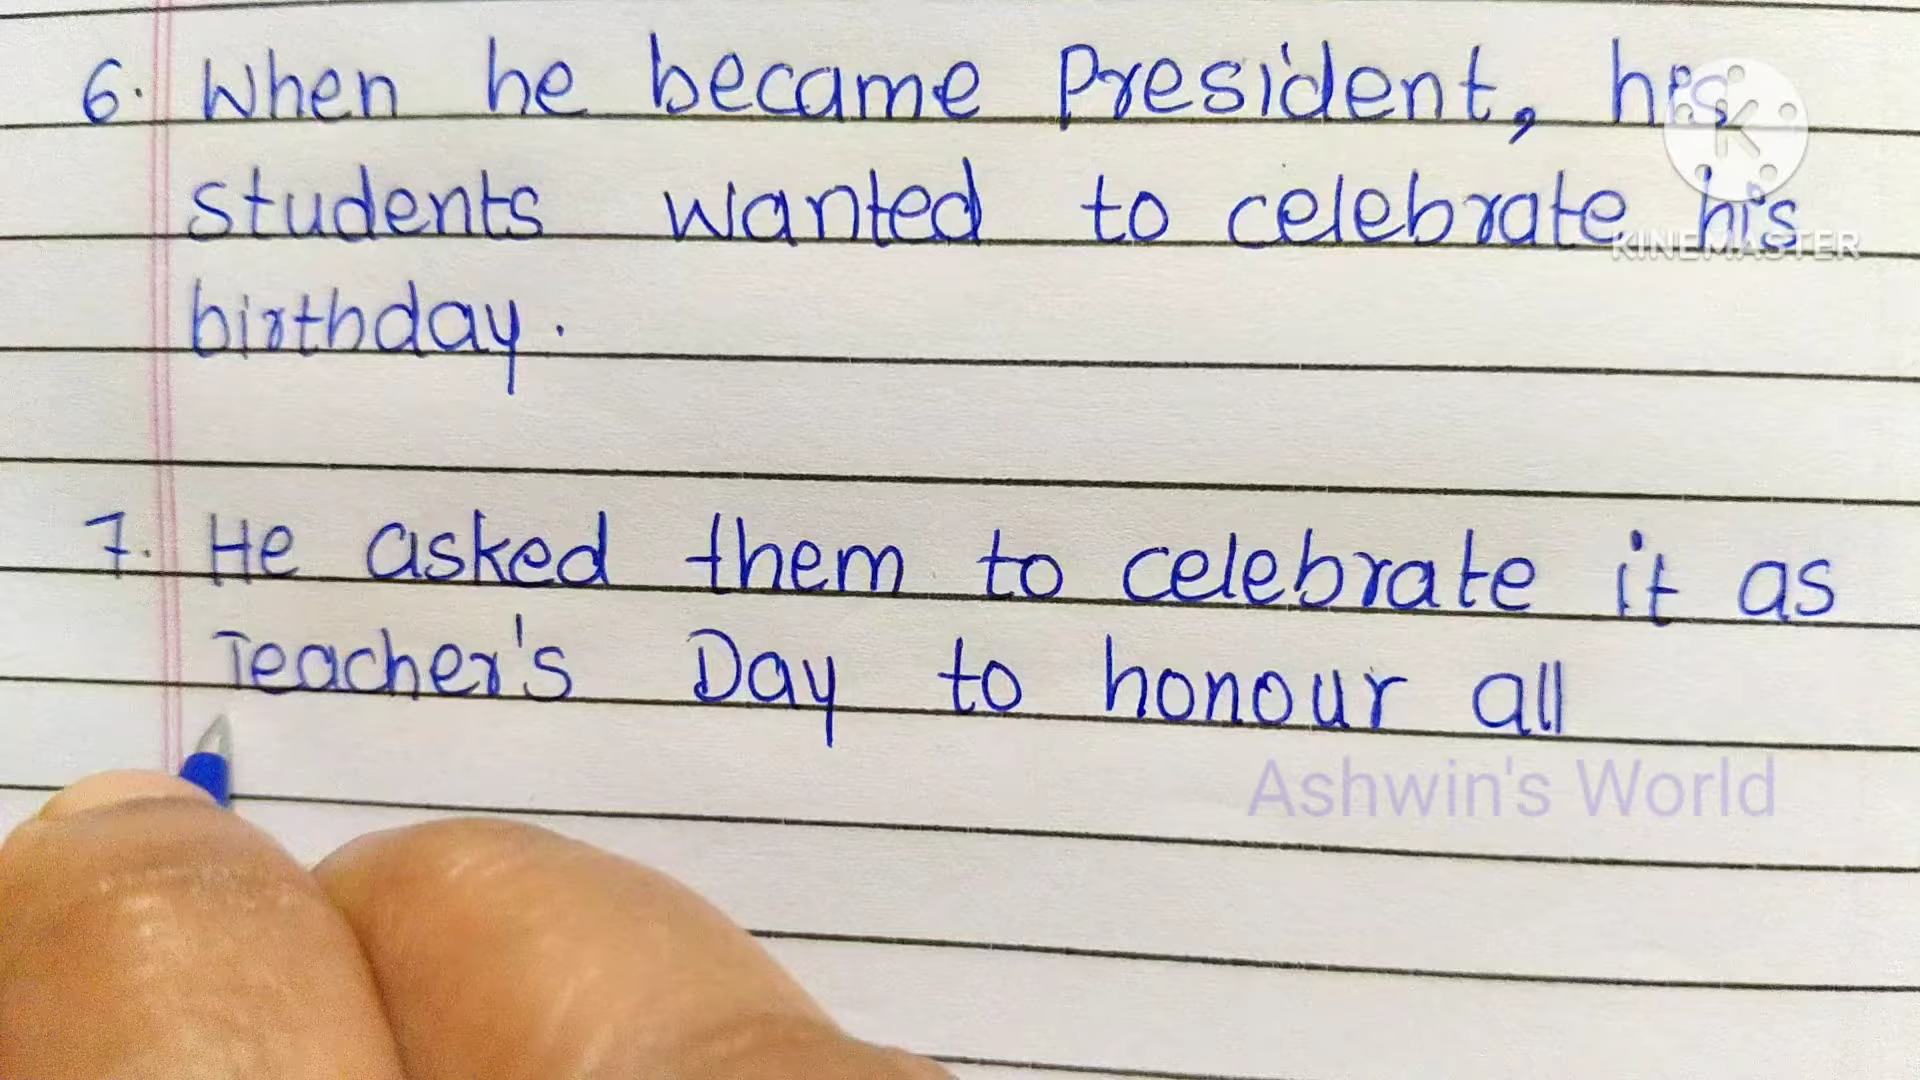 6. When he became President, his
students wanted to celebrate his
KINEMASTER
birthday.
7. He asked them to celebrate it as
Teacher's Day to honour all
Ashwin's World